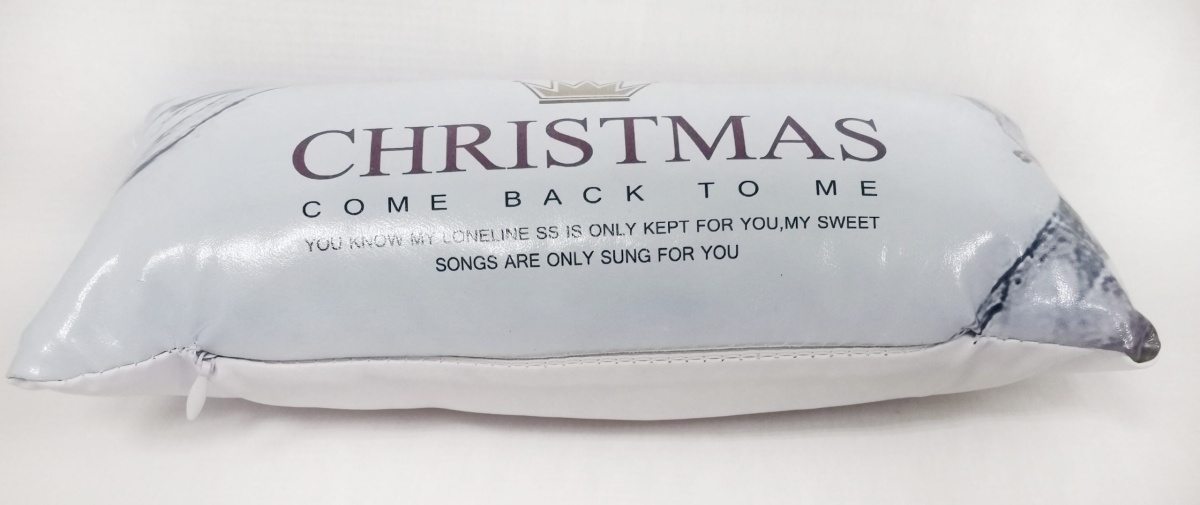 CHRISTMAS
COME BACK TO ME
YOU KNOW MY LONELINE SS IS ONLY KEPT FOR YOU,MY SWEET
SONGS ARE ONLY SUNG FOR YOU